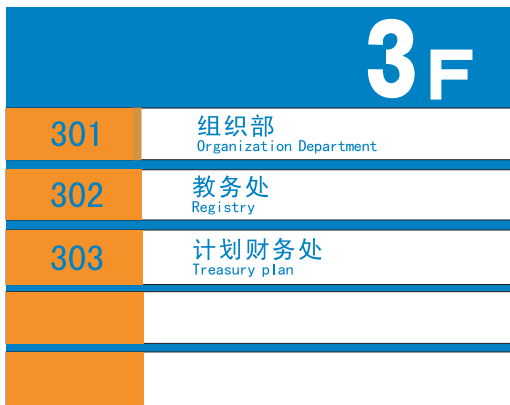 3F
301
组织部
Organization Department
302
教务处
Registry
303
计划财务处
Treasury plan